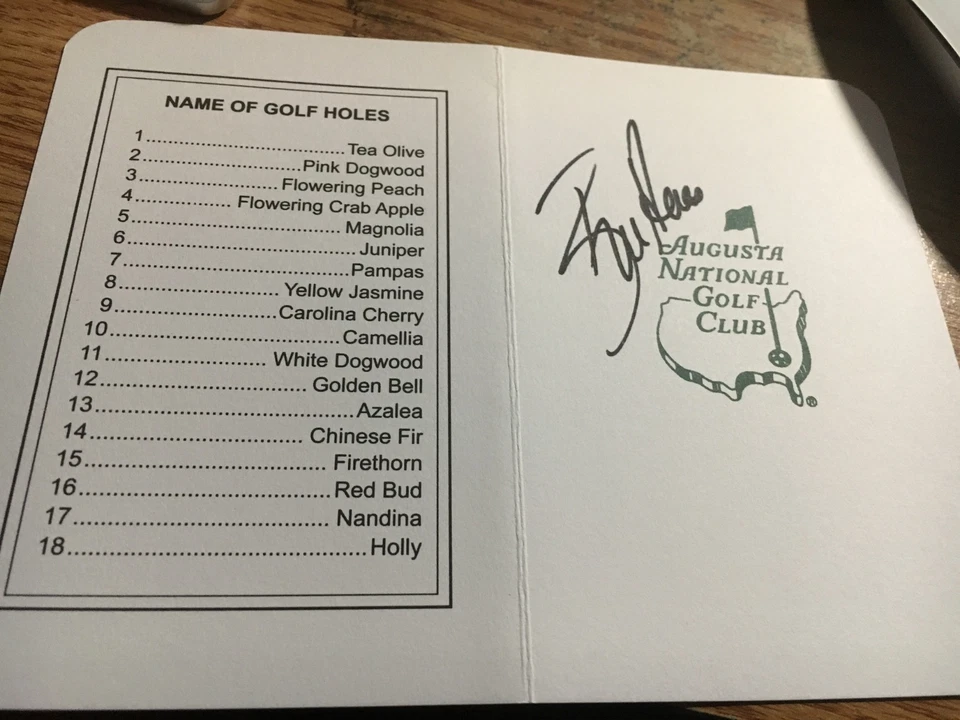 NAME OF GOLF HOLES
1..............................Tea Olive
2........................Pink Dogwood
3.....................Flowering Peach
4...............Flowering Crab Apple
5..................................Magnolia
6...................................Juniper
7..................................Pampas
8..........................Yellow Jasmine
9.........................Carolina Cherry
10...................................Camellia
11........................White Dogwood
12...............................Golden Bell
13......................................Azalea
14................................Chinese Fir
15....................................Firethorn
16.....................................Red Bud
17.....................................Nandina
18...........................................Holly
AUGUSTA
NATIONAL
GOLF
CLUB
®